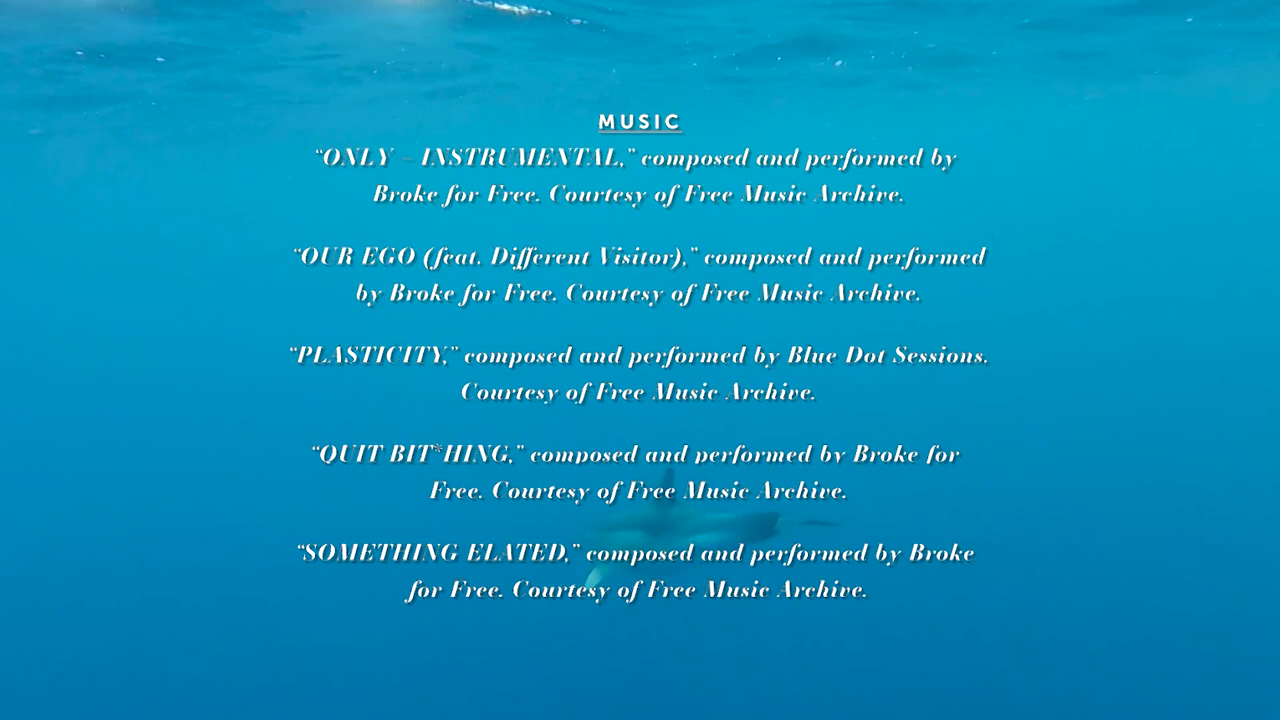 MUSIC
“ONLY – INSTRUMENTAL,” composed and performed by
Broke for Free. Courtesy of Free Music Archive.
“OUR EGO (feat. Different Visitor),” composed and performed
by Broke for Free. Courtesy of Free Music Archive.
“PLASTICITY,” composed and performed by Blue Dot Sessions.
Courtesy of Free Music Archive.
“QUIT BIT*HING,” composed and performed by Broke for
Free. Courtesy of Free Music Archive.
“SOMETHING ELATED,” composed and performed by Broke
for Free. Courtesy of Free Music Archive.